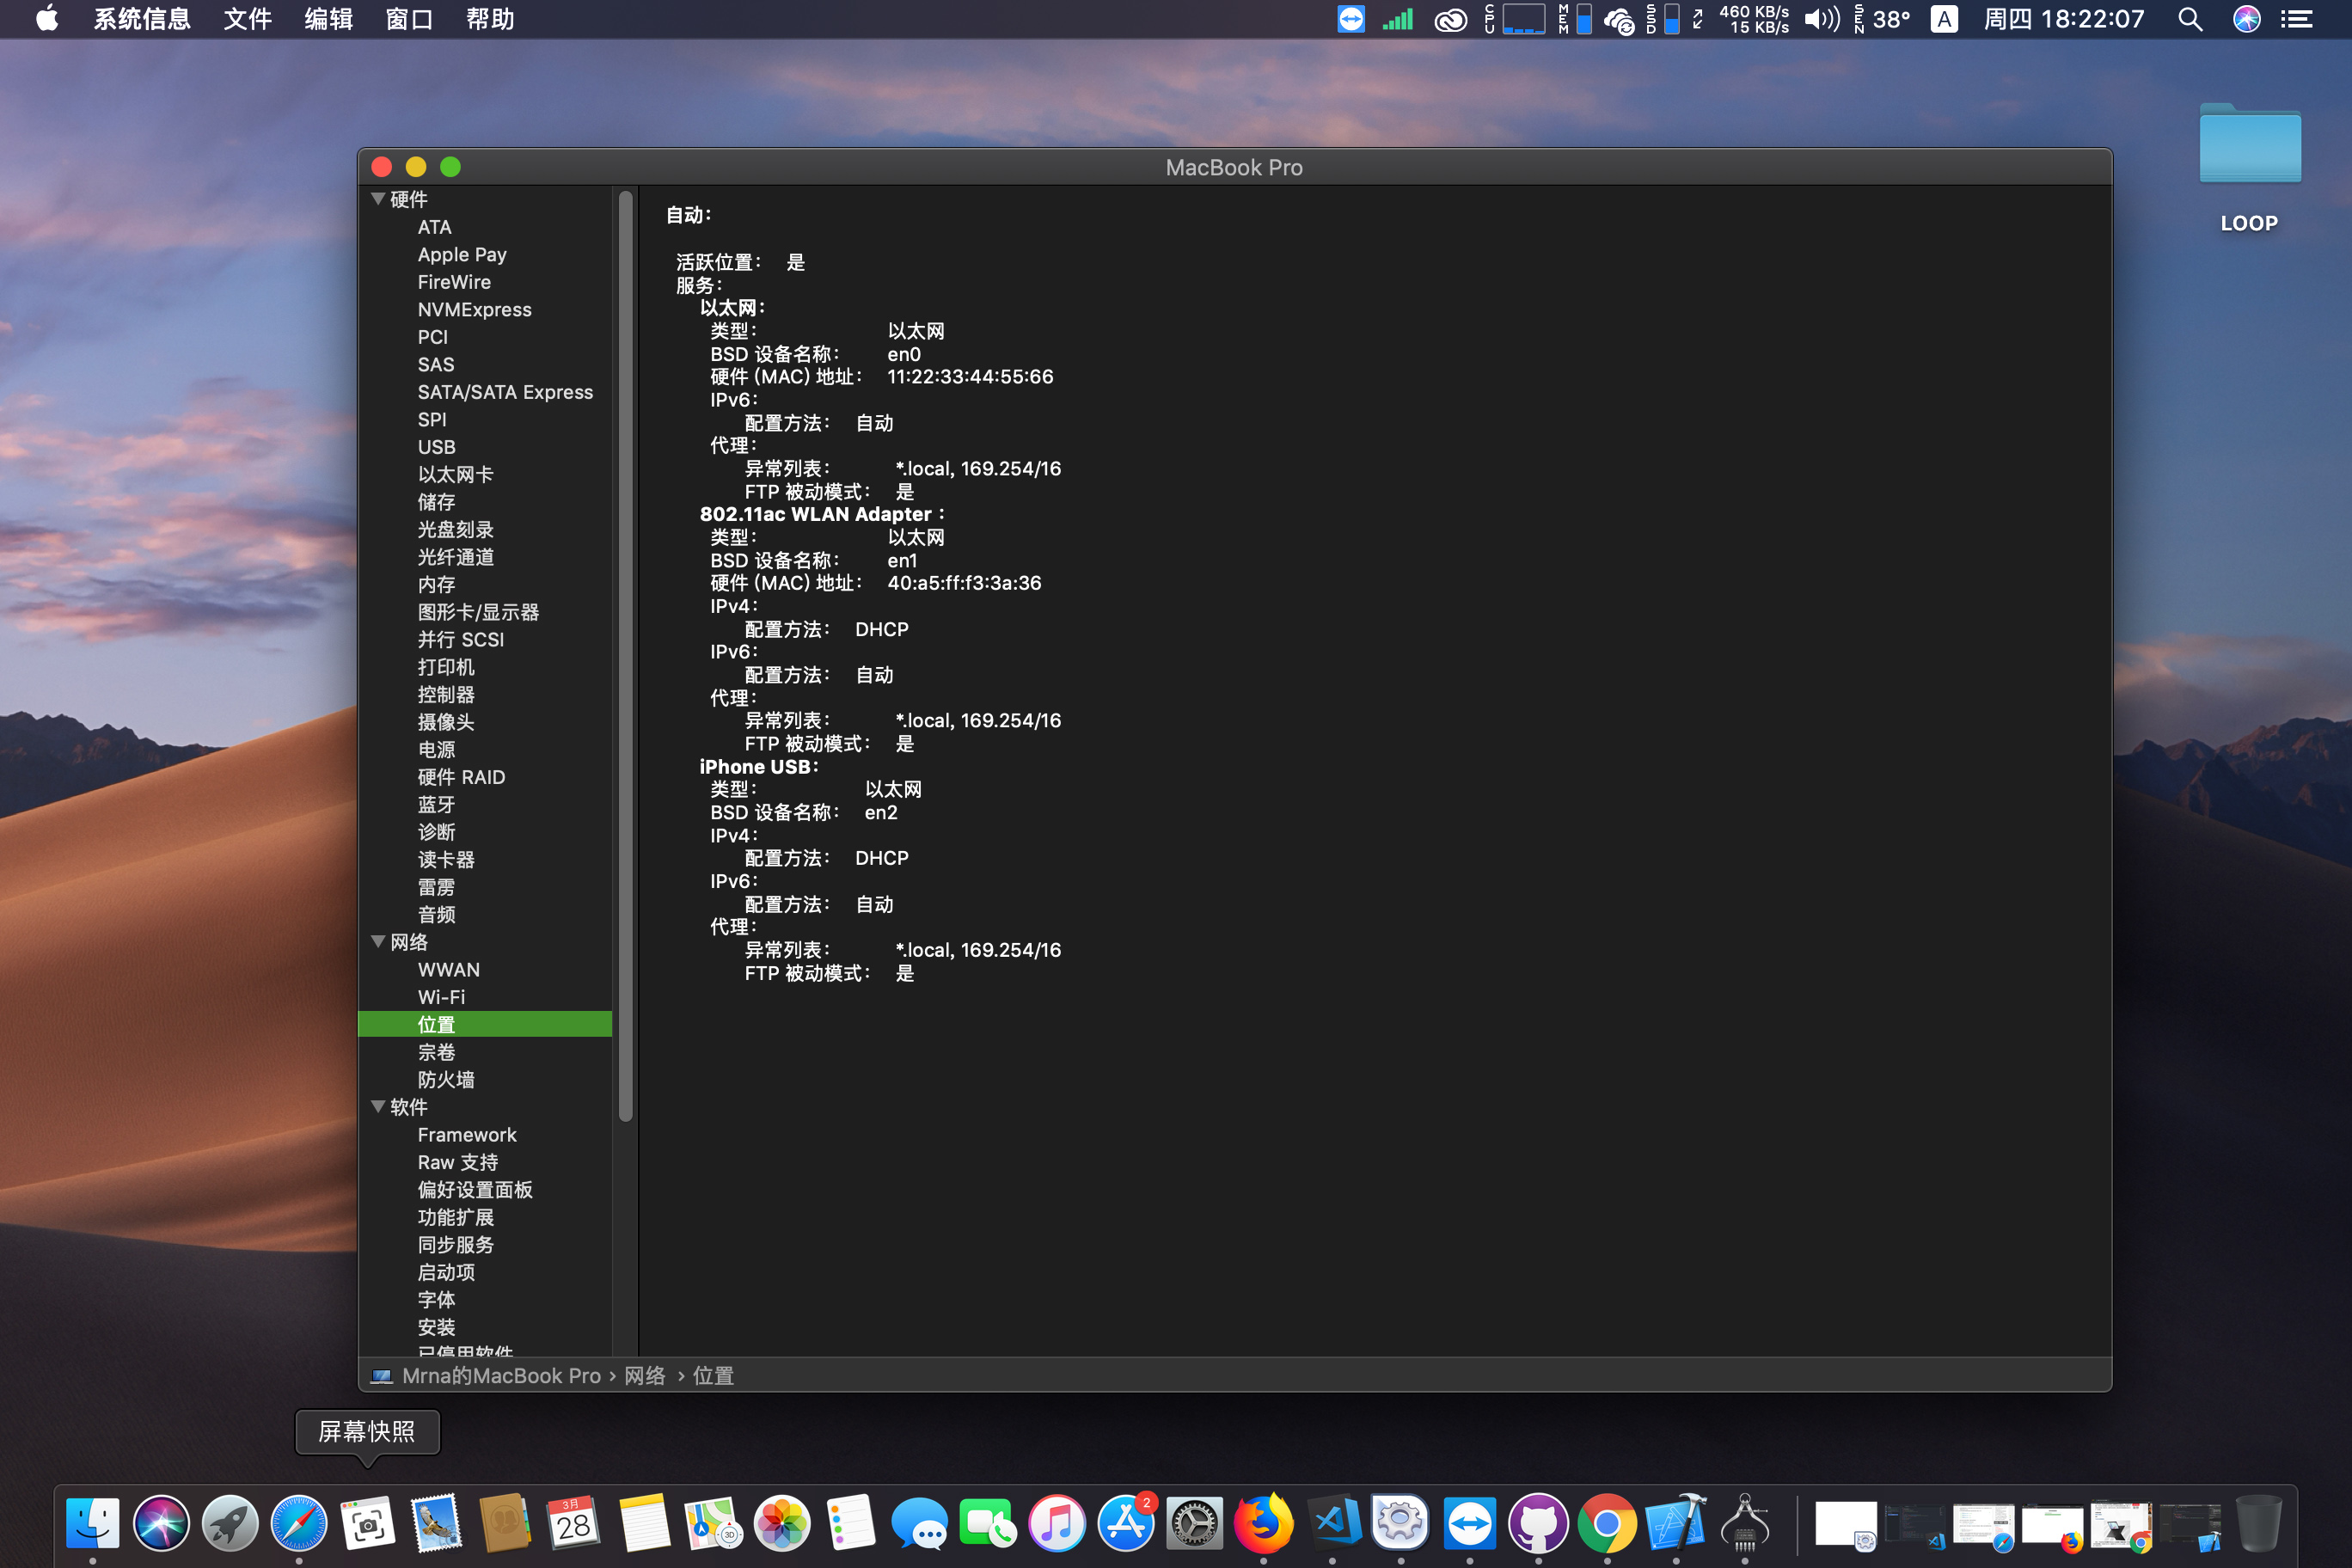 系统信息 文件 编辑 窗口 帮助
CPU MEM SSD 460 KB/s SEN 38° A 周四 18:22:07
15 KB/s
LOOP
MacBook Pro
硬件
ATA
Apple Pay
FireWire
NVMExpress
PCI
SAS
SATA/SATA Express
SPI
USB
以太网卡
储存
光盘刻录
光纤通道
内存
图形卡/显示器
并行 SCSI
打印机
控制器
摄像头
电源
硬件 RAID
蓝牙
诊断
读卡器
雷雳
音频
网络
WWAN
Wi-Fi
位置
宗卷
防火墙
软件
Framework
Raw 支持
偏好设置面板
功能扩展
同步服务
启动项
字体
安装
已停用软件
自动：
活跃位置： 是
服务：
以太网：
类型： 以太网
BSD 设备名称： en0
硬件 (MAC) 地址： 11:22:33:44:55:66
IPv6：
配置方法： 自动
代理：
异常列表： *.local, 169.254/16
FTP 被动模式： 是
802.11ac WLAN Adapter ：
类型： 以太网
BSD 设备名称： en1
硬件 (MAC) 地址： 40:a5:ff:f3:3a:36
IPv4：
配置方法： DHCP
IPv6：
配置方法： 自动
代理：
异常列表： *.local, 169.254/16
FTP 被动模式： 是
iPhone USB：
类型： 以太网
BSD 设备名称： en2
IPv4：
配置方法： DHCP
IPv6：
配置方法： 自动
代理：
异常列表： *.local, 169.254/16
FTP 被动模式： 是
Mrna的MacBook Pro › 网络 › 位置
屏幕快照
3月
28
3D
2